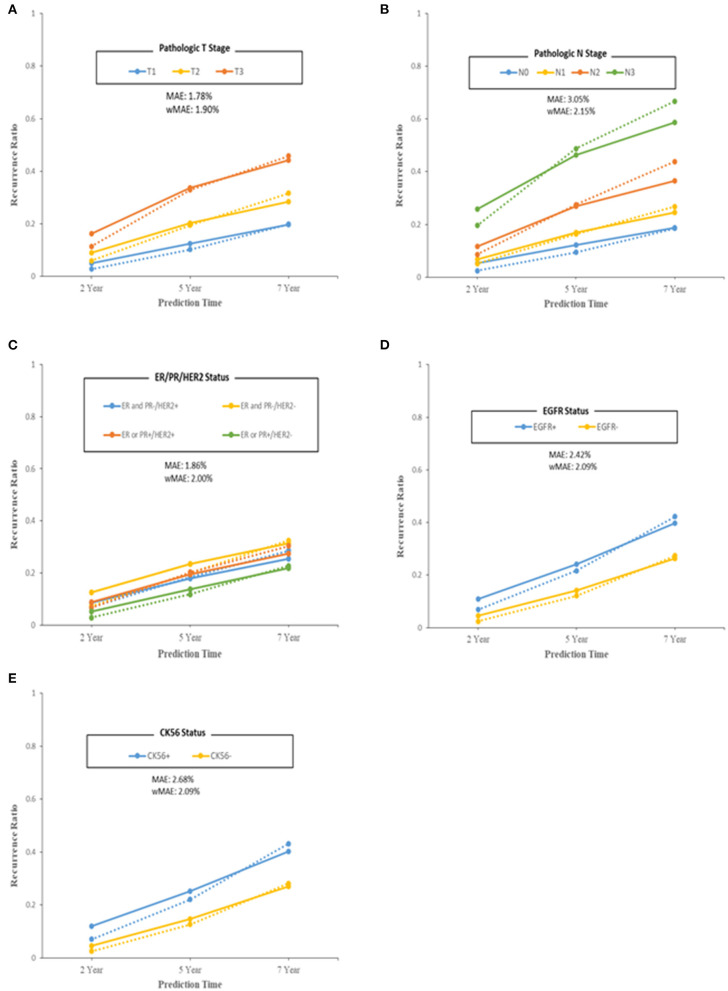 A
Pathologic T Stage
T1 T2 T3
MAE: 1.78%
wMAE: 1.90%
Recurrence Ratio
1
0.8
0.6
0.4
0.2
0
2 Year 5 Year 7 Year
Prediction Time
B
Pathologic N Stage
N0 N1 N2 N3
MAE: 3.05%
wMAE: 2.15%
Recurrence Ratio
1
0.8
0.6
0.4
0.2
0
2 Year 5 Year 7 Year
Prediction Time
C
ER/PR/HER2 Status
ER and PR-/HER2+ ER and PR-/HER2-
ER or PR+/HER2+ ER or PR+/HER2-
MAE: 1.86%
wMAE: 2.00%
Recurrence Ratio
1
0.8
0.6
0.4
0.2
0
2 Year 5 Year 7 Year
Prediction Time
D
EGFR Status
EGFR+ EGFR-
MAE: 2.42%
wMAE: 2.09%
Recurrence Ratio
1
0.8
0.6
0.4
0.2
0
2 Year 5 Year 7 Year
Prediction Time
E
CK56 Status
CK56+ CK56-
MAE: 2.68%
wMAE: 2.09%
Recurrence Ratio
1
0.8
0.6
0.4
0.2
0
2 Year 5 Year 7 Year
Prediction Time